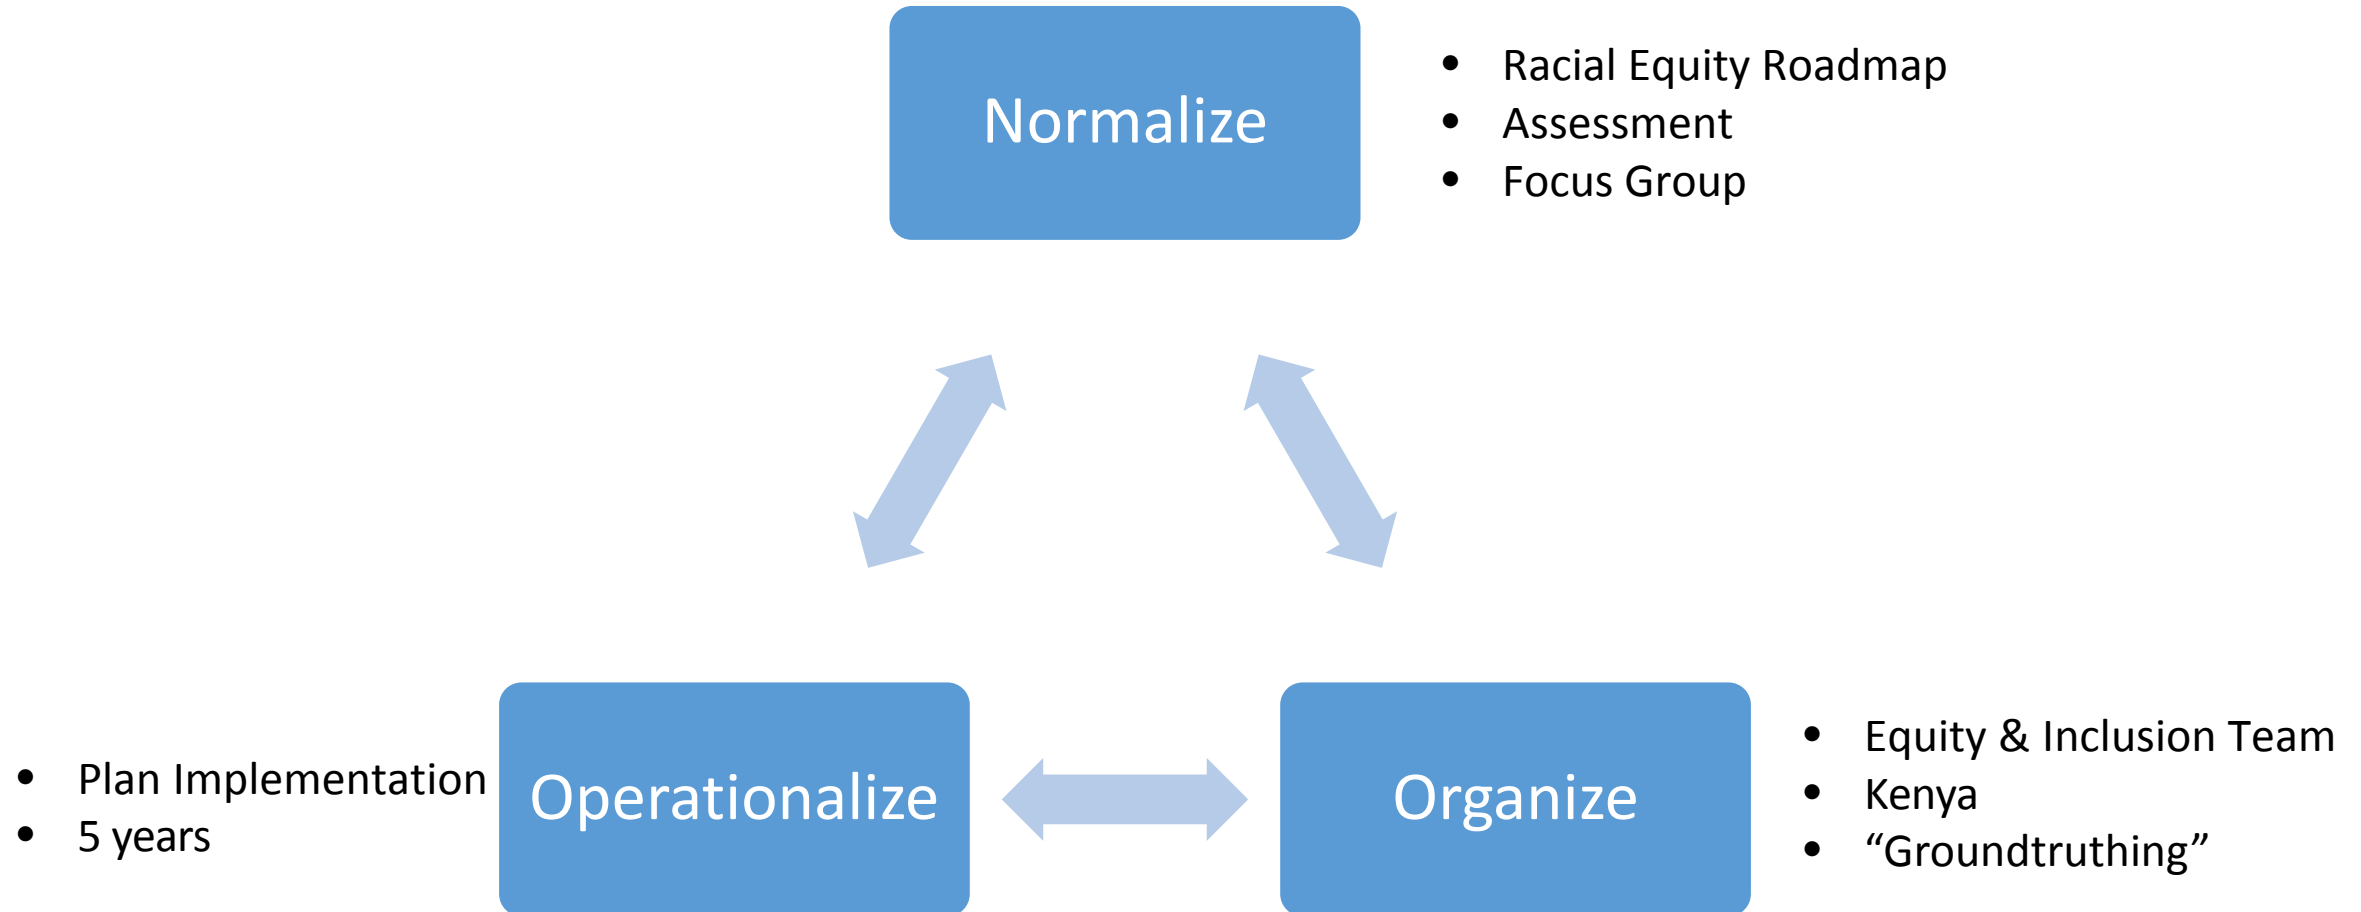 Normalize
• Racial Equity Roadmap
• Assessment
• Focus Group
• Plan Implementation
• 5 years
Operationalize
Organize
• Equity & Inclusion Team
• Kenya
• “Groundtruthing”